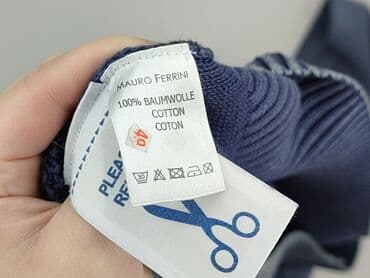 MAURO FERRINI
100% BAUMWOLLE
COTTON
COTON
PLEA
RE